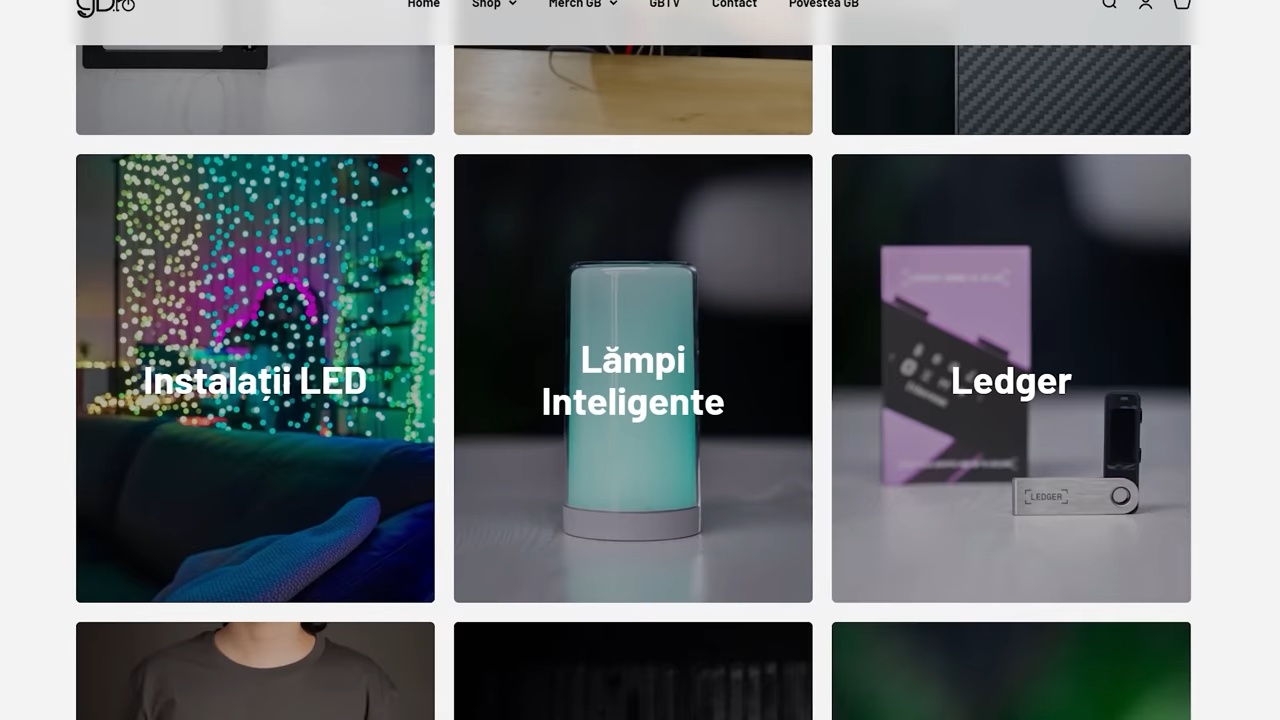 gb.ro
Home Shop Merch GB GBTV Contact Povestea GB
Instalații LED
Lămpi
Inteligente
Ledger
LEDGER